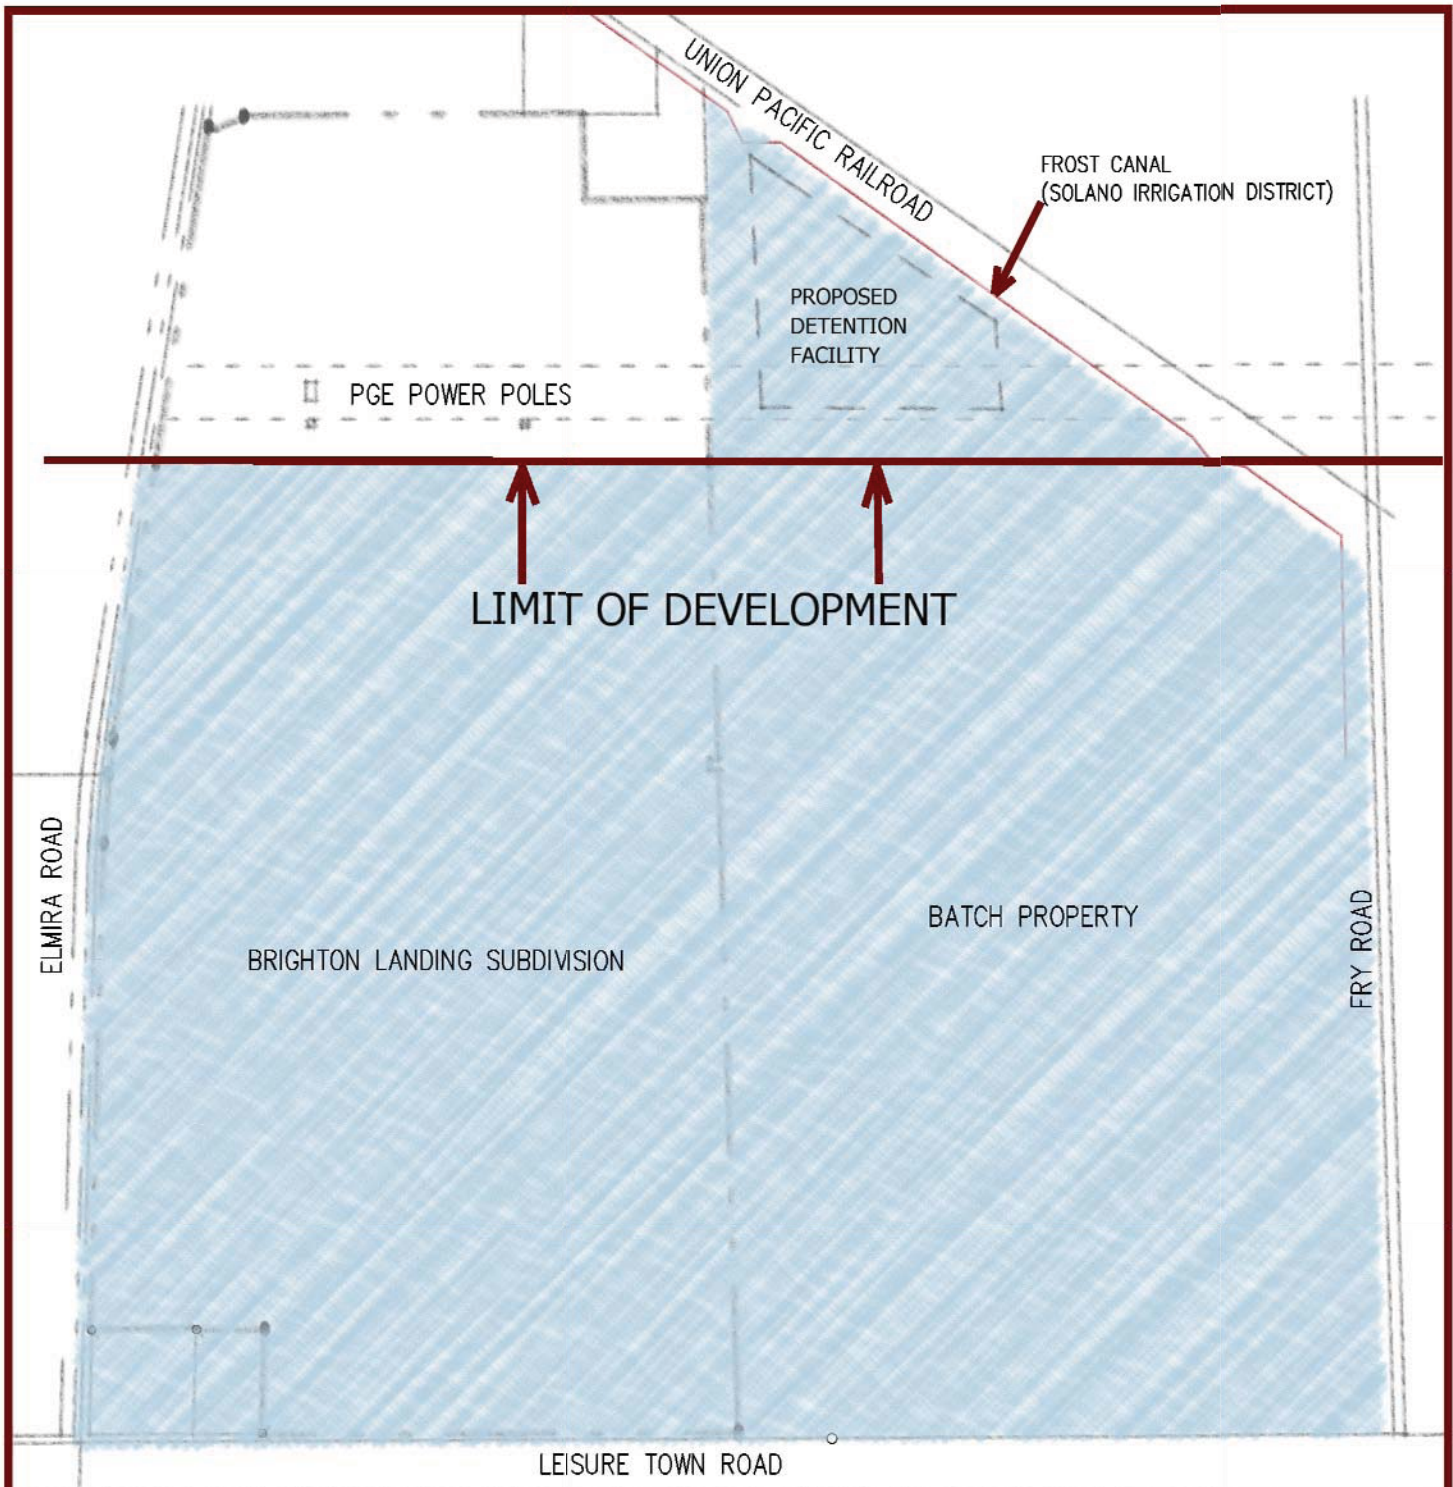 UNION PACIFIC RAILROAD
FROST CANAL
(SOLANO IRRIGATION DISTRICT)
PROPOSED
DETENTION
FACILITY
PGE POWER POLES
LIMIT OF DEVELOPMENT
ELMIRA ROAD
BRIGHTON LANDING SUBDIVISION
BATCH PROPERTY
FRY ROAD
LEISURE TOWN ROAD